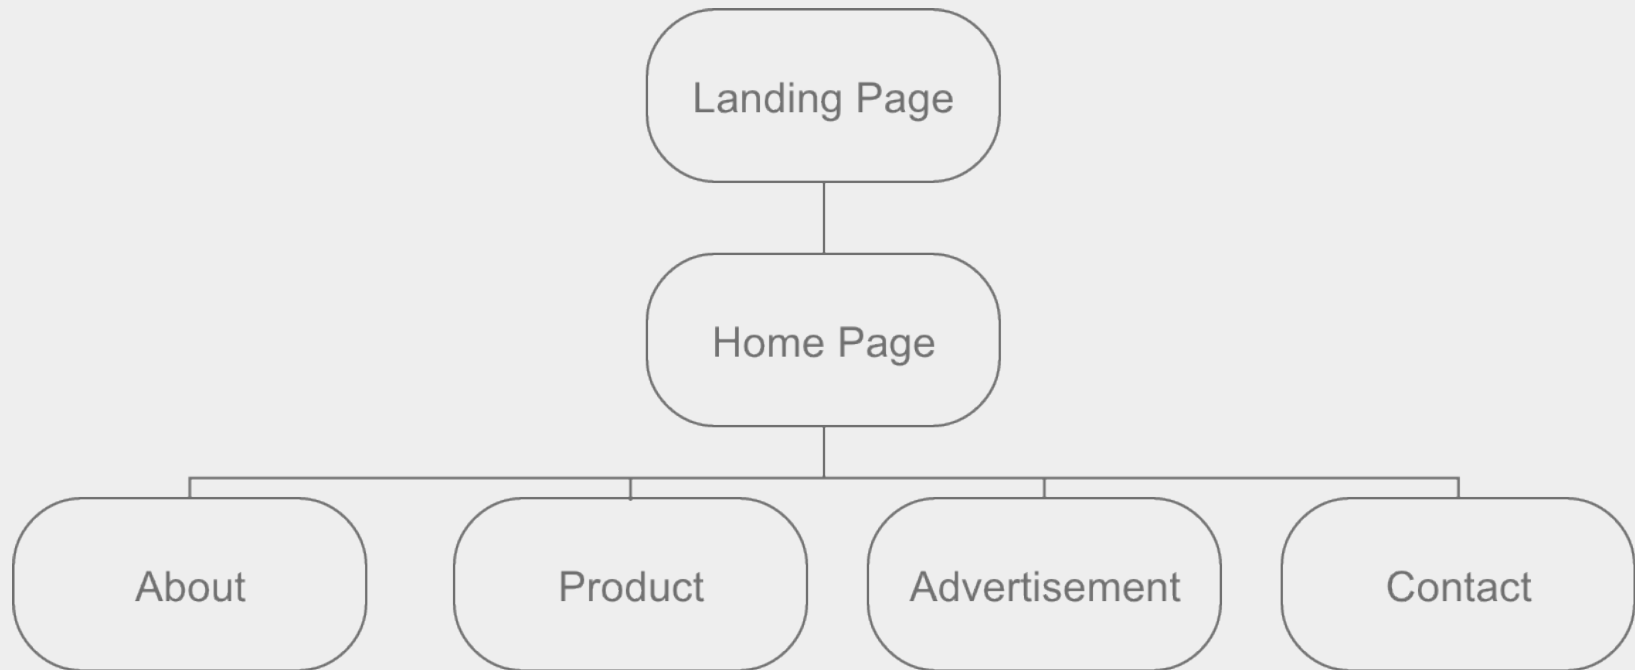 Landing Page
Home Page
About
Product
Advertisement
Contact